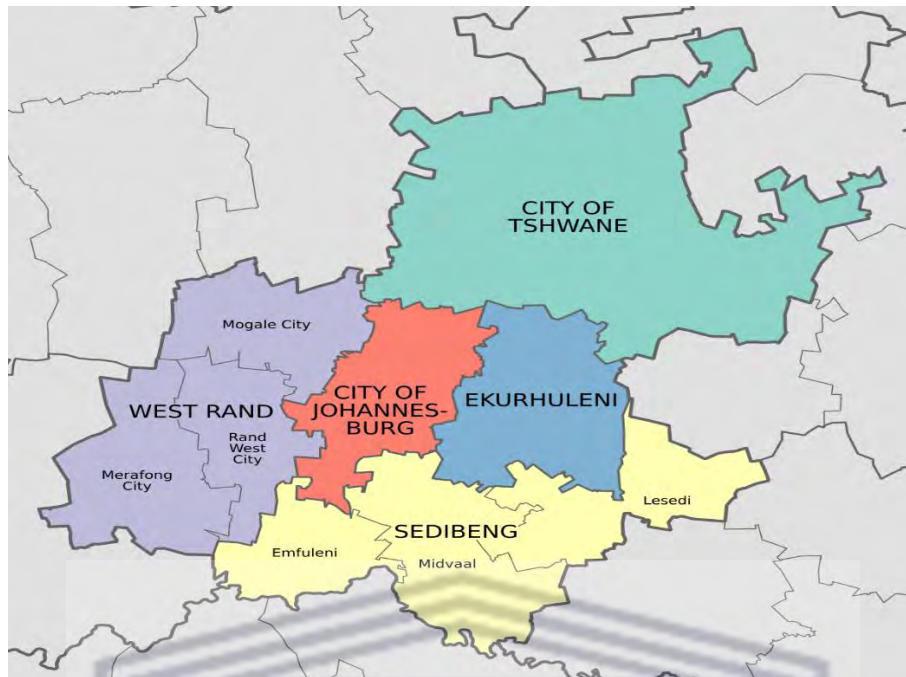 CITY OF
TSHWANE
Mogale City
CITY OF
JOHANNES-
BURG
EKURHULENI
WEST RAND
Rand
West
City
Merafong
City
Lesedi
SEDIBENG
Emfuleni
Midvaal